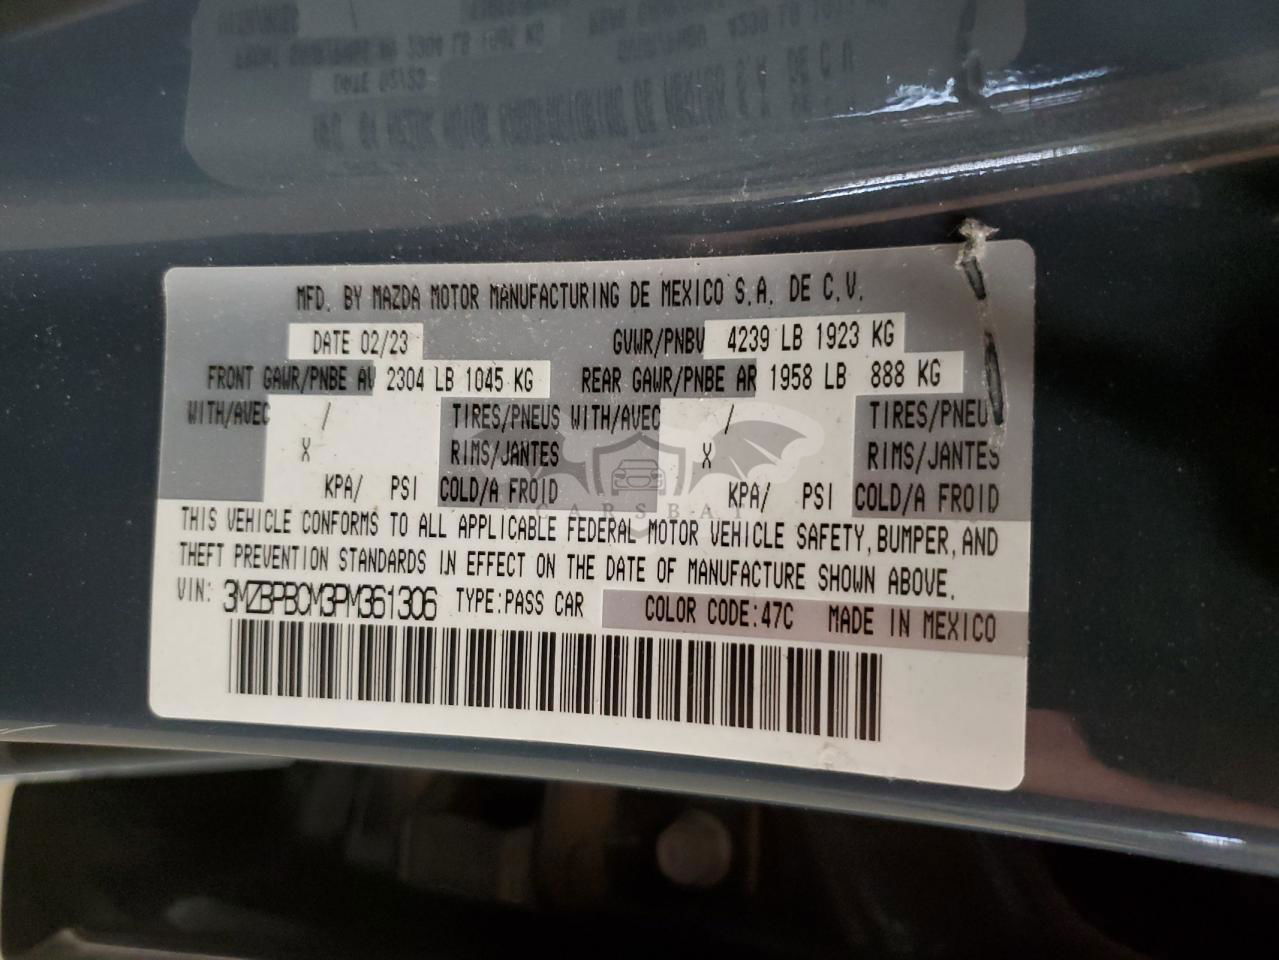 MFD. BY MAZDA MOTOR MANUFACTURING DE MEXICO S.A. DE C.V.
DATE 02/23 GVWR/PNBV 4239 LB 1923 KG
FRONT GAWR/PNBE AV 2304 LB 1045 KG REAR GAWR/PNBE AR 1958 LB 888 KG
WITH/AVEC / TIRES/PNEUS WITH/AVEC / TIRES/PNEU
X RIMS/JANTES X RIMS/JANTES
KPA/ PSI COLD/A FROID KPA/ PSI COLD/A FROID
CARSBAT
THIS VEHICLE CONFORMS TO ALL APPLICABLE FEDERAL MOTOR VEHICLE SAFETY, BUMPER, AND
THEFT PREVENTION STANDARDS IN EFFECT ON THE DATE OF MANUFACTURE SHOWN ABOVE.
VIN: 3MZBPBCM3PM361306 TYPE:PASS CAR COLOR CODE:47C MADE IN MEXICO